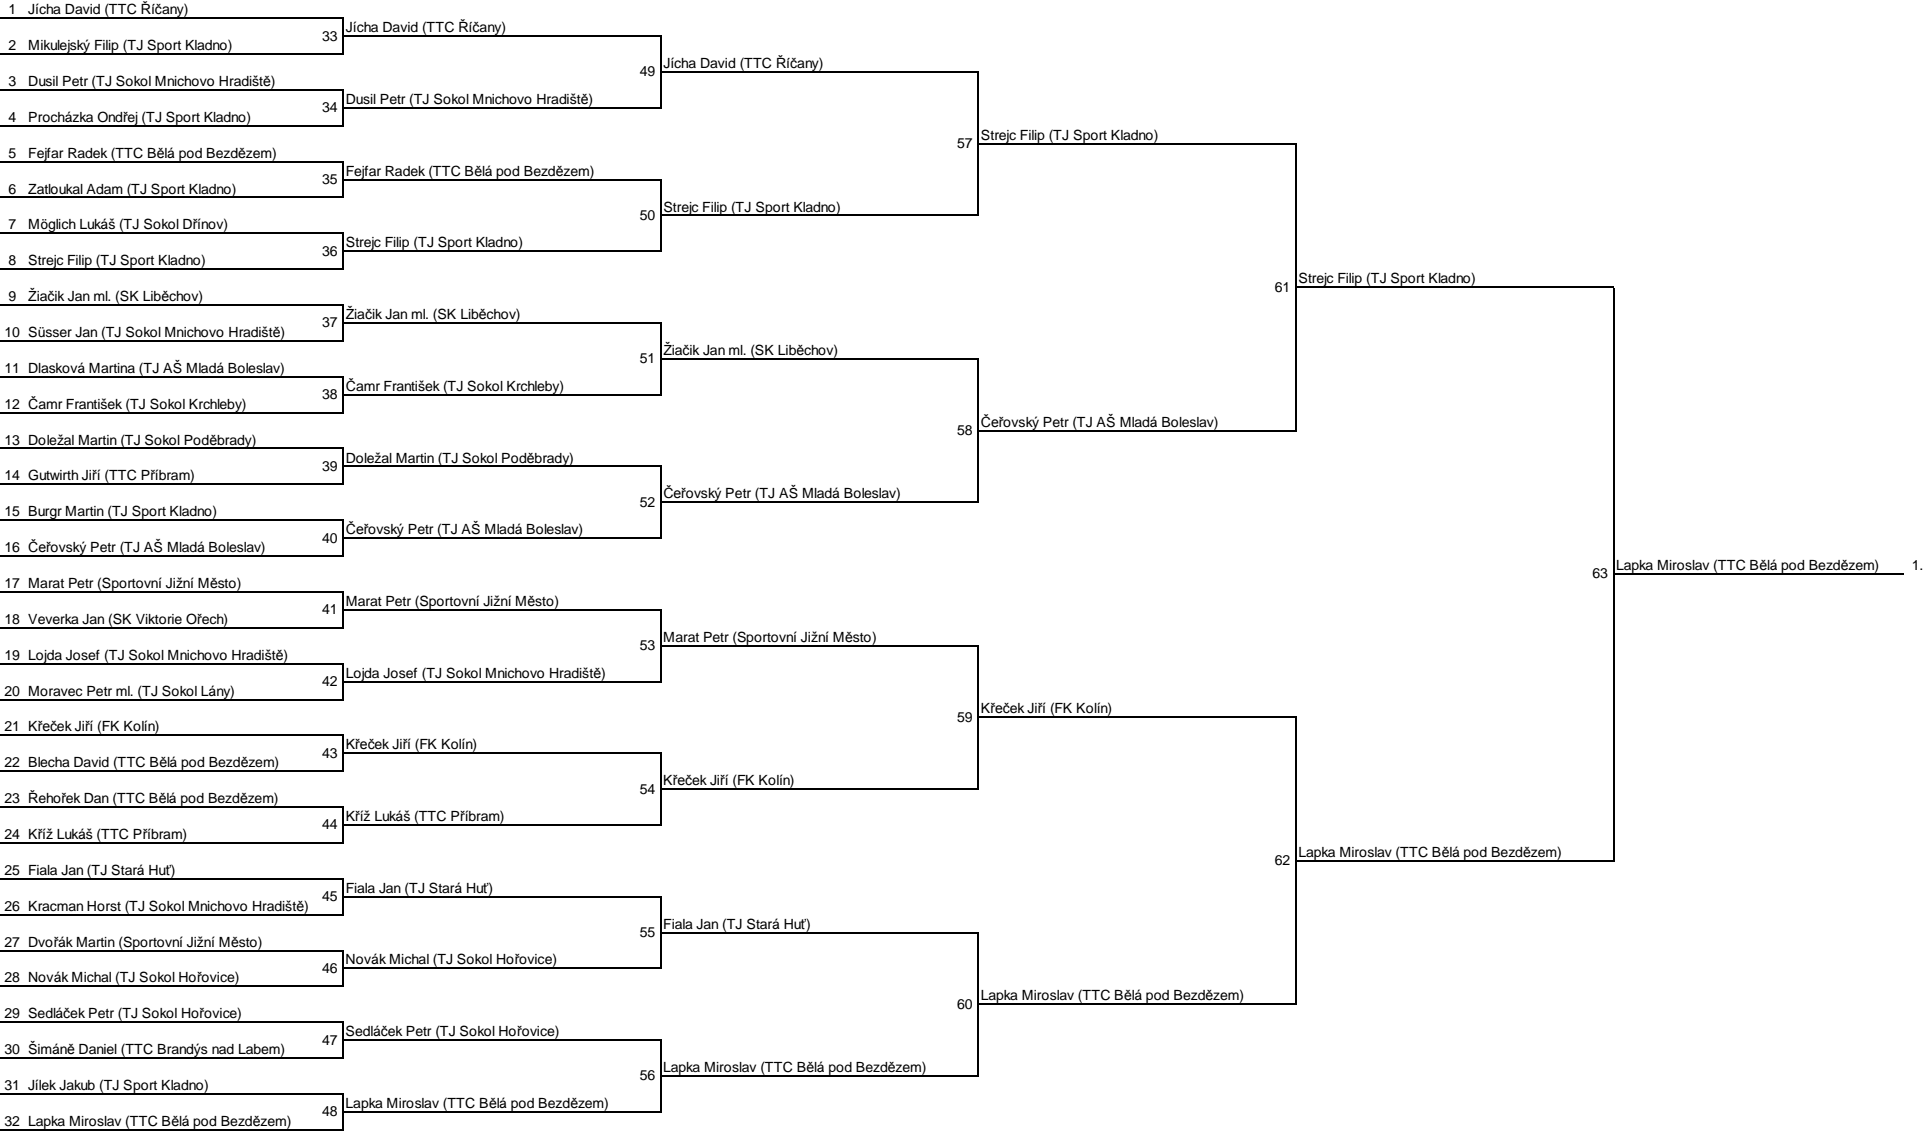 1 Jícha David (TTC Říčany)
2 Mikulejský Filip (TJ Sport Kladno)
3 Dusil Petr (TJ Sokol Mnichovo Hradiště)
4 Procházka Ondřej (TJ Sport Kladno)
5 Fejfar Radek (TTC Bělá pod Bezdězem)
6 Zatloukal Adam (TJ Sport Kladno)
7 Möglich Lukáš (TJ Sokol Dřínov)
8 Strejc Filip (TJ Sport Kladno)
9 Žiačik Jan ml. (SK Liběchov)
10 Süsser Jan (TJ Sokol Mnichovo Hradiště)
11 Dlasková Martina (TJ AŠ Mladá Boleslav)
12 Čamr František (TJ Sokol Krchleby)
13 Doležal Martin (TJ Sokol Poděbrady)
14 Gutwirth Jiří (TTC Příbram)
15 Burgr Martin (TJ Sport Kladno)
16 Čeřovský Petr (TJ AŠ Mladá Boleslav)
17 Marat Petr (Sportovní Jižní Město)
18 Veverka Jan (SK Viktorie Ořech)
19 Lojda Josef (TJ Sokol Mnichovo Hradiště)
20 Moravec Petr ml. (TJ Sokol Lány)
21 Křeček Jiří (FK Kolín)
22 Blecha David (TTC Bělá pod Bezdězem)
23 Řehořek Dan (TTC Bělá pod Bezdězem)
24 Kříž Lukáš (TTC Příbram)
25 Fiala Jan (TJ Stará Huť)
26 Kracman Horst (TJ Sokol Mnichovo Hradiště)
27 Dvořák Martin (Sportovní Jižní Město)
28 Novák Michal (TJ Sokol Hořovice)
29 Sedláček Petr (TJ Sokol Hořovice)
30 Šimáně Daniel (TTC Brandýs nad Labem)
31 Jílek Jakub (TJ Sport Kladno)
32 Lapka Miroslav (TTC Bělá pod Bezdězem)
33 Jícha David (TTC Říčany)
34 Dusil Petr (TJ Sokol Mnichovo Hradiště)
35 Fejfar Radek (TTC Bělá pod Bezdězem)
36 Strejc Filip (TJ Sport Kladno)
37 Žiačik Jan ml. (SK Liběchov)
38 Čamr František (TJ Sokol Krchleby)
39 Doležal Martin (TJ Sokol Poděbrady)
40 Čeřovský Petr (TJ AŠ Mladá Boleslav)
41 Marat Petr (Sportovní Jižní Město)
42 Lojda Josef (TJ Sokol Mnichovo Hradiště)
43 Křeček Jiří (FK Kolín)
44 Kříž Lukáš (TTC Příbram)
45 Fiala Jan (TJ Stará Huť)
46 Novák Michal (TJ Sokol Hořovice)
47 Sedláček Petr (TJ Sokol Hořovice)
48 Lapka Miroslav (TTC Bělá pod Bezdězem)
49 Jícha David (TTC Říčany)
50 Strejc Filip (TJ Sport Kladno)
51 Žiačik Jan ml. (SK Liběchov)
52 Čeřovský Petr (TJ AŠ Mladá Boleslav)
53 Marat Petr (Sportovní Jižní Město)
54 Křeček Jiří (FK Kolín)
55 Fiala Jan (TJ Stará Huť)
56 Lapka Miroslav (TTC Bělá pod Bezdězem)
57 Strejc Filip (TJ Sport Kladno)
58 Čeřovský Petr (TJ AŠ Mladá Boleslav)
59 Křeček Jiří (FK Kolín)
60 Lapka Miroslav (TTC Bělá pod Bezdězem)
61 Strejc Filip (TJ Sport Kladno)
62 Lapka Miroslav (TTC Bělá pod Bezdězem)
63 Lapka Miroslav (TTC Bělá pod Bezdězem) 1.